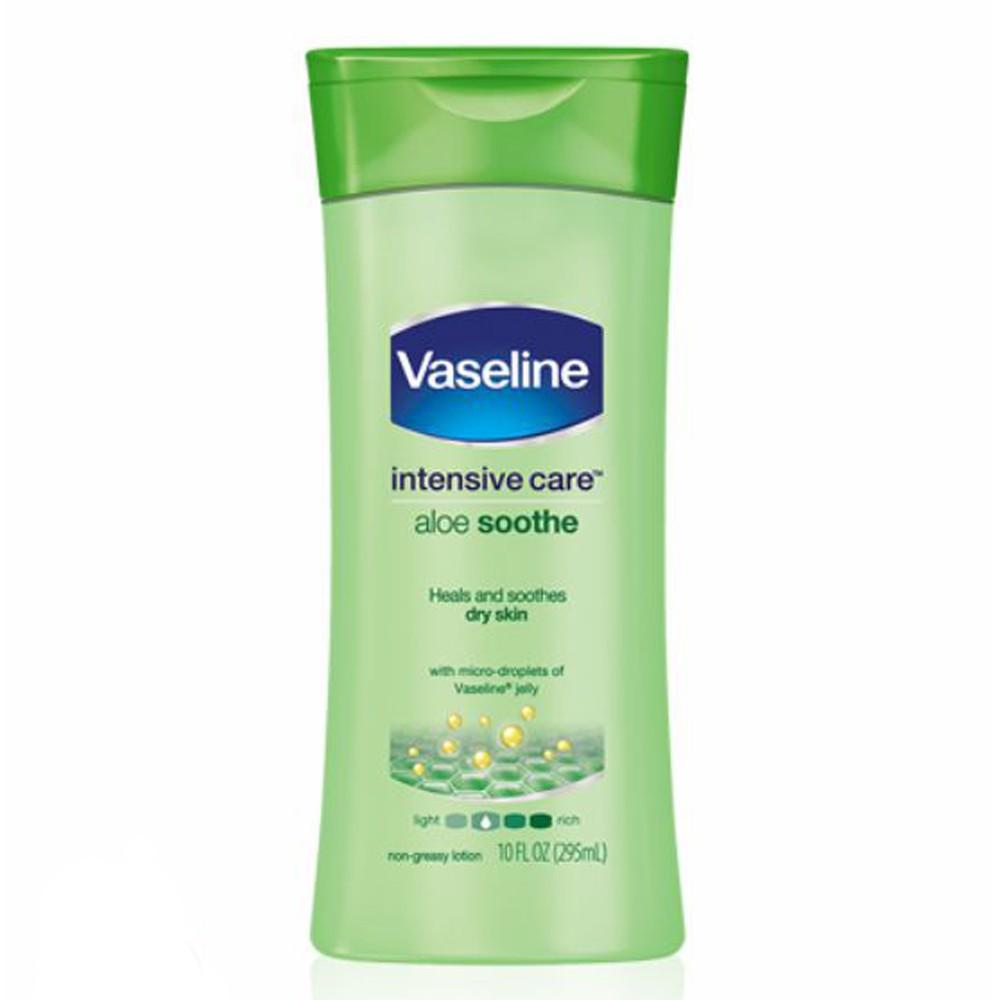 Vaseline
intensive care™
aloe soothe
Heals and soothes
dry skin
with micro-droplets of
Vaseline® jelly
light rich
non-greasy lotion 10 FL OZ (295mL)